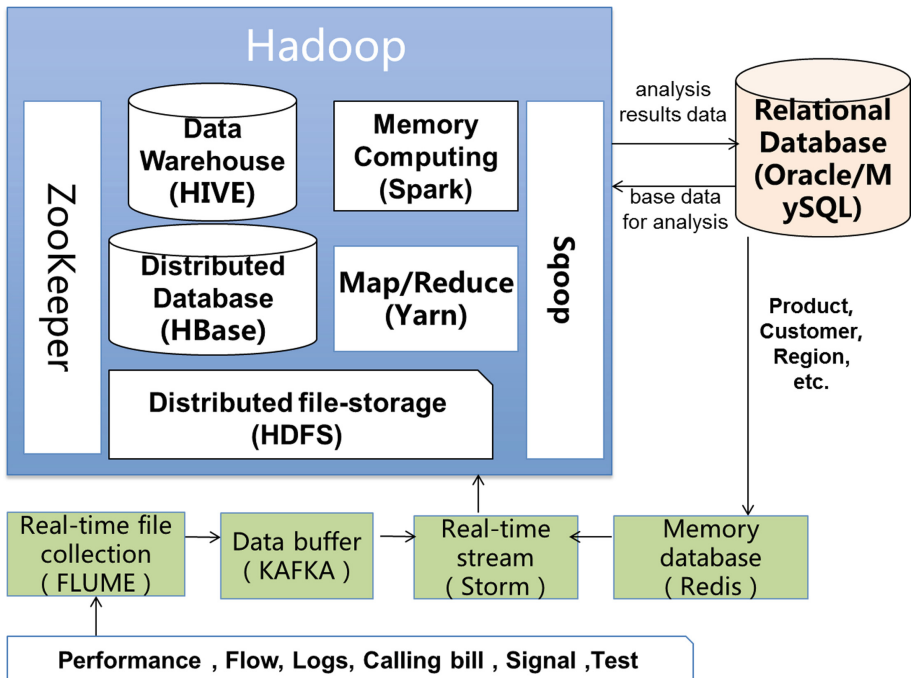 Hadoop
ZooKeeper
Data
Warehouse
(HIVE)
Memory
Computing
(Spark)
Distributed
Database
(HBase)
Map/Reduce
(Yarn)
Distributed file-storage
(HDFS)
Sqoop
analysis
results data
base data
for analysis
Relational
Database
(Oracle/M
ySQL)
Product,
Customer,
Region,
etc.
Real-time file
collection
( FLUME )
Data buffer
( KAFKA )
Real-time
stream
( Storm )
Memory
database
( Redis )
Performance , Flow, Logs, Calling bill , Signal ,Test